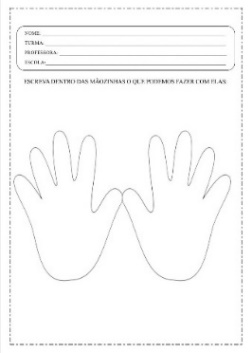 NOME:
TURMA:
PROFESSORA:
ESCOLA:
ESCREVA DENTRO DAS MÃOZINHAS O QUE PODEMOS FAZER COM ELAS.